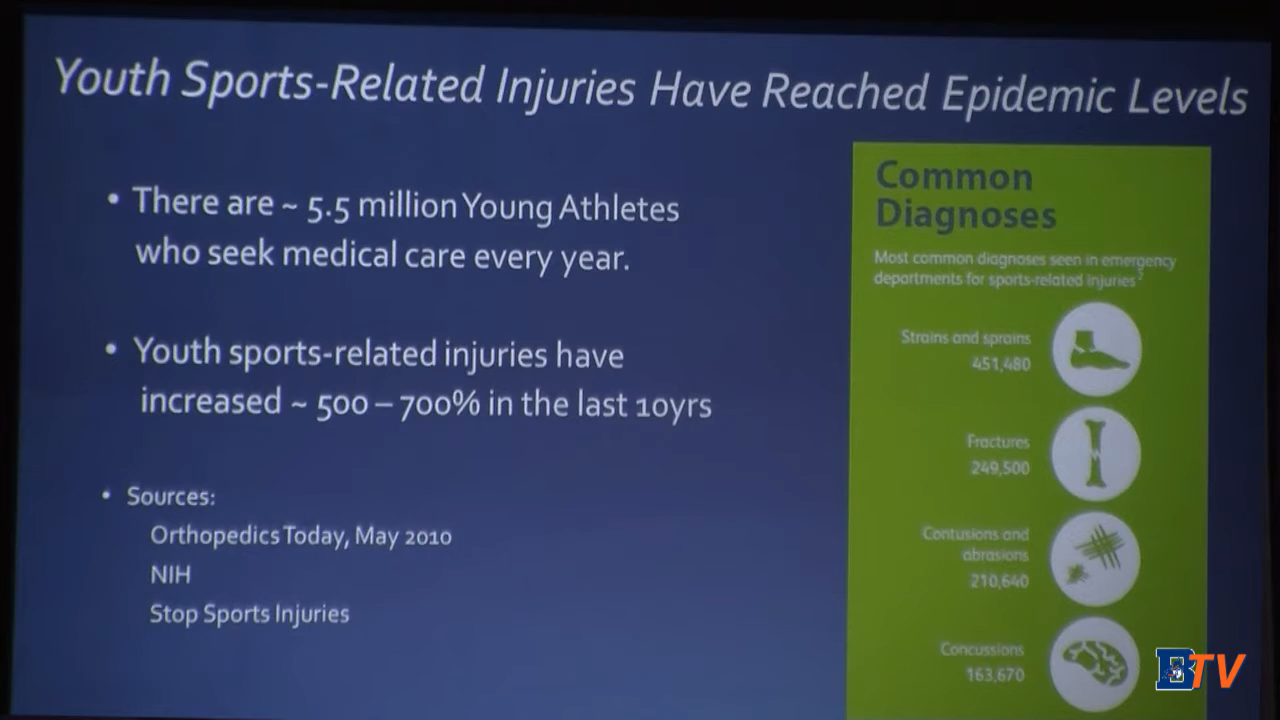 Youth Sports-Related Injuries Have Reached Epidemic Levels
• There are ~ 5.5 million Young Athletes
who seek medical care every year.
• Youth sports-related injuries have
increased ~ 500 – 700% in the last 10yrs
• Sources:
Orthopedics Today, May 2010
NIH
Stop Sports Injuries
Common
Diagnoses
Most common diagnoses seen in emergency
departments for sports-related injuries²
Strains and sprains
451,480
Fractures
249,500
Contusions and
abrasions
210,640
Concussions
163,670
BTV